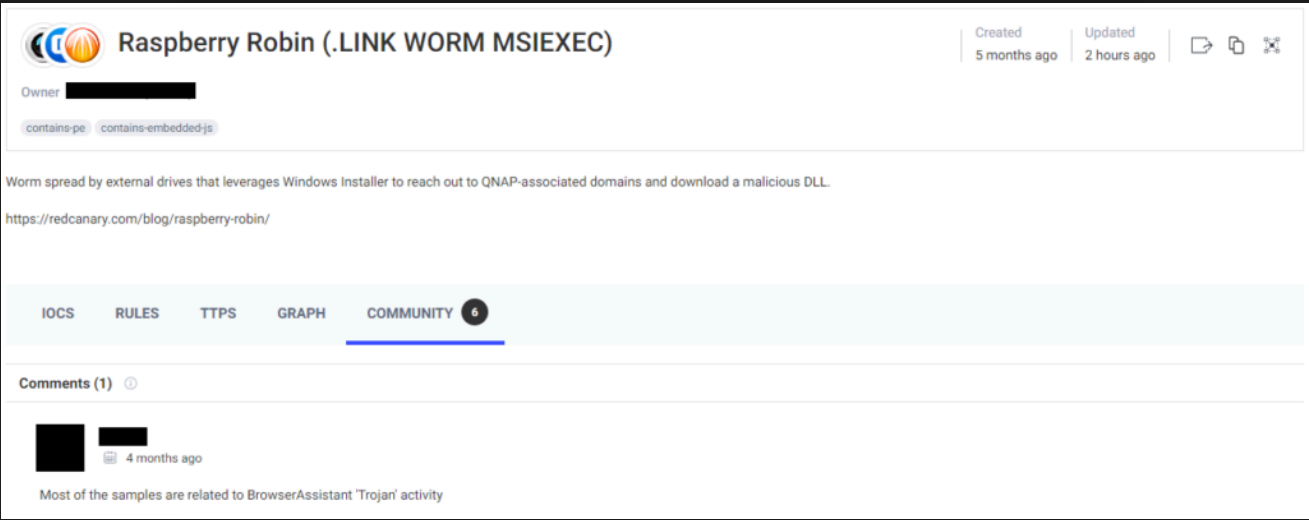 Raspberry Robin (.LINK WORM MSIEXEC)
Created
5 months ago
Updated
2 hours ago
Owner
contains-pe contains-embedded-js
Worm spread by external drives that leverages Windows Installer to reach out to QNAP-associated domains and download a malicious DLL.
https://redcanary.com/blog/raspberry-robin/
IOCS RULES TTPS GRAPH COMMUNITY 6
Comments (1)
4 months ago
Most of the samples are related to BrowserAssistant 'Trojan' activity